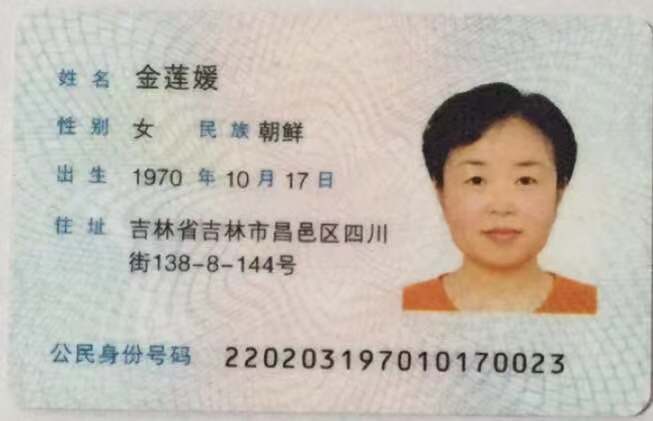 姓名 金莲媛
性别 女 民族 朝鲜
出生 1970 年 10 月 17 日
住址 吉林省吉林市昌邑区四川
街138-8-144号
公民身份号码 220203197010170023